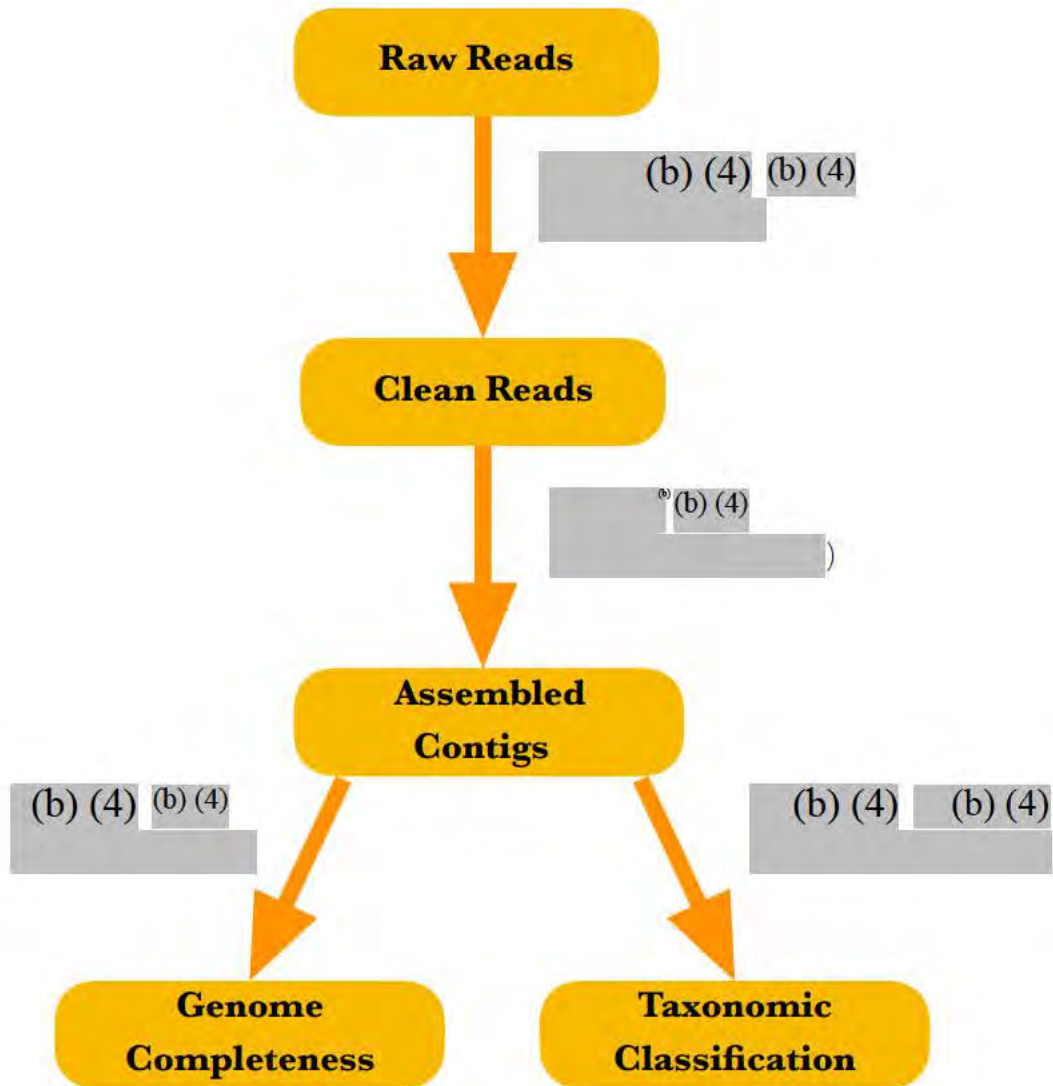 Raw Reads
(b) (4) (b) (4)
Clean Reads
(b) (b) (4)
)
Assembled
Contigs
(b) (4) (b) (4)
(b) (4) (b) (4)
Genome
Completeness
Taxonomic
Classification